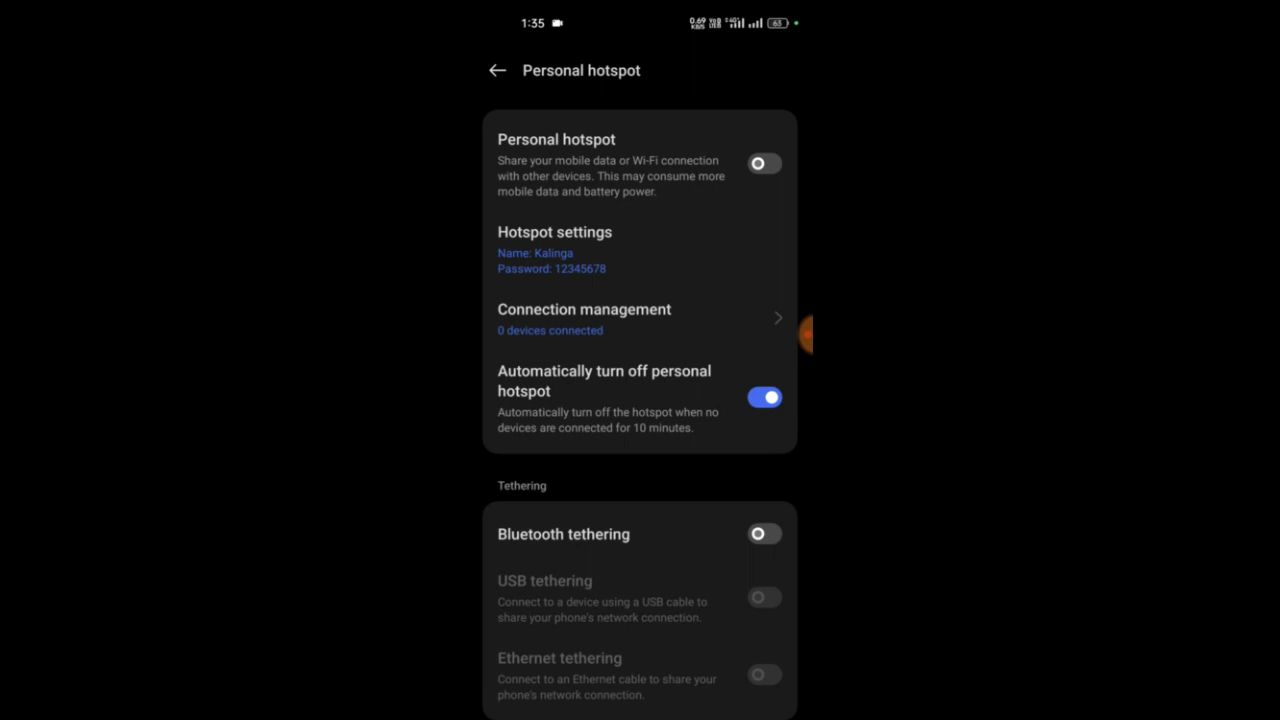 1:35
0.69 KB/S 63
Personal hotspot
Personal hotspot
Share your mobile data or Wi-Fi connection
with other devices. This may consume more
mobile data and battery power.
Hotspot settings
Name: Kalinga
Password: 12345678
Connection management
0 devices connected
Automatically turn off personal
hotspot
Automatically turn off the hotspot when no
devices are connected for 10 minutes.
Tethering
Bluetooth tethering
USB tethering
Connect to a device using a USB cable to
share your phone's network connection.
Ethernet tethering
Connect to an Ethernet cable to share your
phone's network connection.